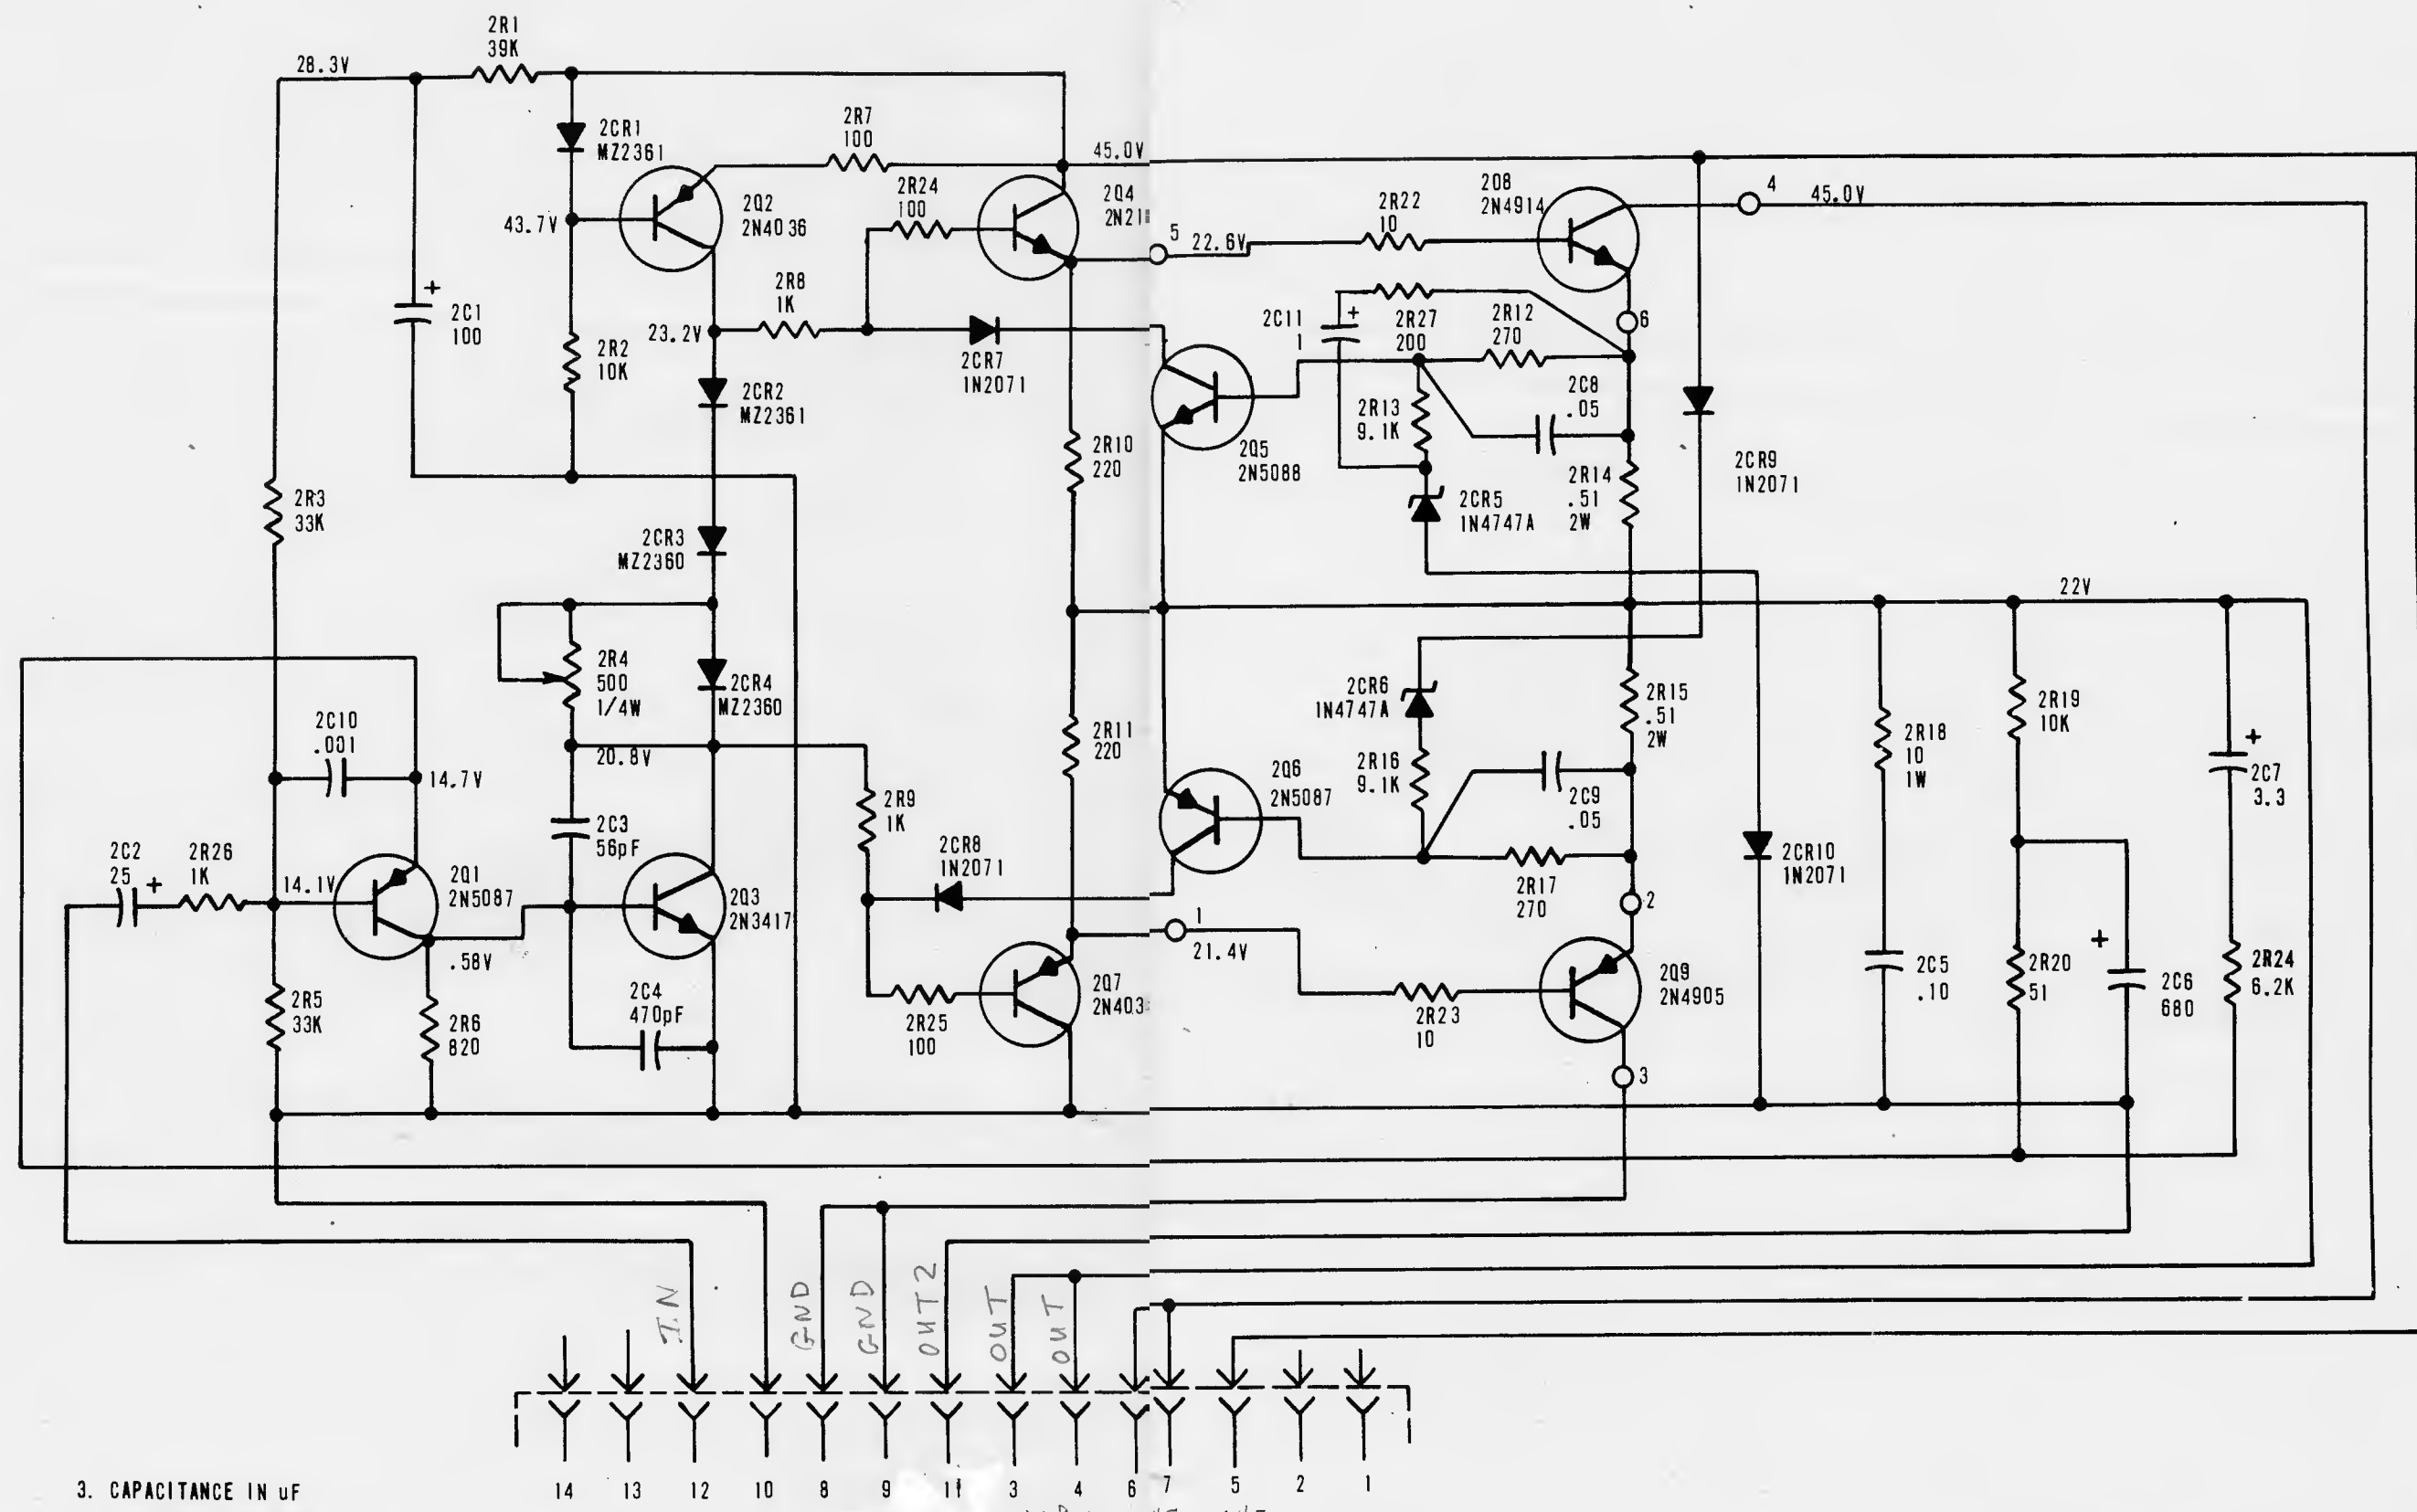 2R1
39K
28.3V
2CR1
MZ2361
2R7
100
45.0V
2Q2
2N4036
43.7V
2R24
100
2Q4
2N21
5
22.6V
2R22
10
2Q8
2N4914
4
45.0V
2C1
100
+
2R2
10K
2R8
1K
23.2V
2CR2
MZ2361
2CR7
1N2071
2C11
1
+
2R27
200
2R12
270
6
2R13
9.1K
2C8
.05
2Q5
2N5088
2R10
220
2CR5
1N4747A
2R14
.51
2W
2CR9
1N2071
2R3
33K
2CR3
MZ2360
22V
2R4
500
1/4W
2CR4
MZ2360
2C10
.001
14.7V
20.8V
2R11
220
2CR6
1N4747A
2R15
.51
2W
2R16
9.1K
2R18
10
1W
2R19
10K
+
2C7
3.3
2R9
1K
2C3
56pF
2Q6
2N5087
2C9
.05
2C2
25
+
2R26
1K
14.1V
2Q1
2N5087
2Q3
2N3417
2CR8
1N2071
2R17
270
2
2CR10
1N2071
.58V
1
21.4V
2R5
33K
2R6
820
2C4
470pF
2R25
100
2Q7
2N403
2R23
10
2Q9
2N4905
3
2C5
.10
2R20
51
+
2C6
680
2R24
6.2K
IN
GND
GND
OUT 2
OUT
OUT
14 13 12 10 8 9 11 3 4 6 7 5 2 1
3. CAPACITANCE IN uF